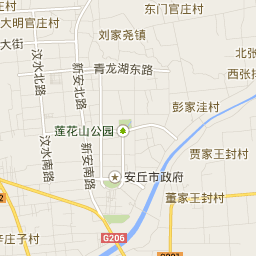 东门官庄村
大明官庄村
刘家尧镇
大街
汶水北路
新安北路
青龙湖东路
北张
西张
彭家洼村
莲花山公园
汶水南路
新安南路
贾家王封村
安丘市政府
董家王封村
辛庄子村
G206